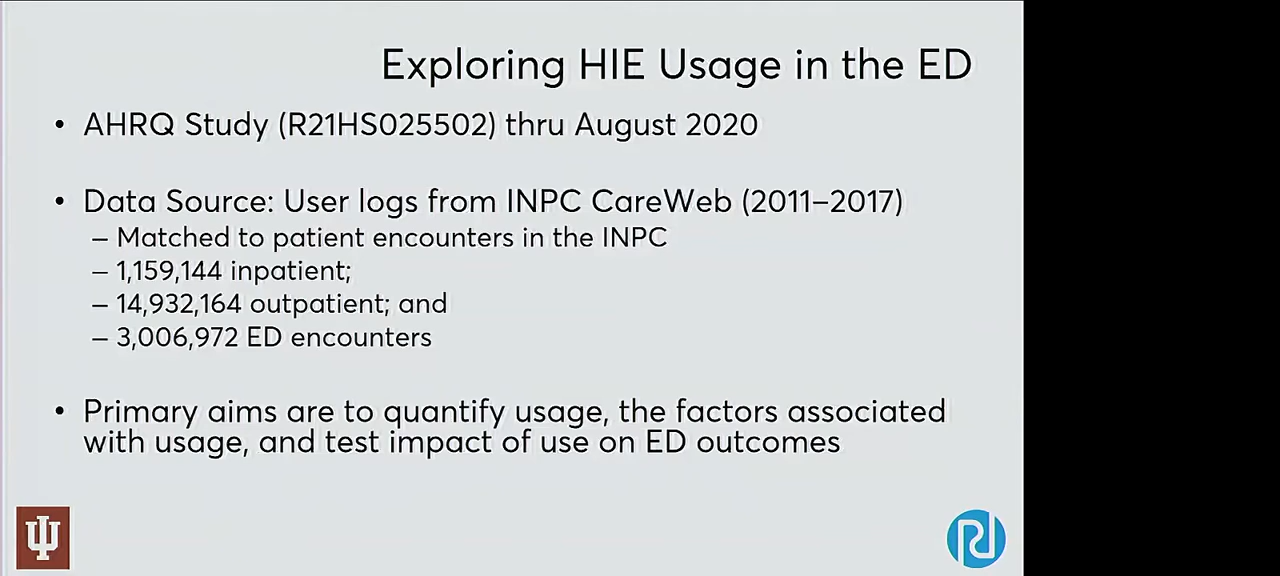 Exploring HIE Usage in the ED
• AHRQ Study (R21HS025502) thru August 2020
• Data Source: User logs from INPC CareWeb (2011–2017)
– Matched to patient encounters in the INPC
– 1,159,144 inpatient;
– 14,932,164 outpatient; and
– 3,006,972 ED encounters
• Primary aims are to quantify usage, the factors associated
with usage, and test impact of use on ED outcomes